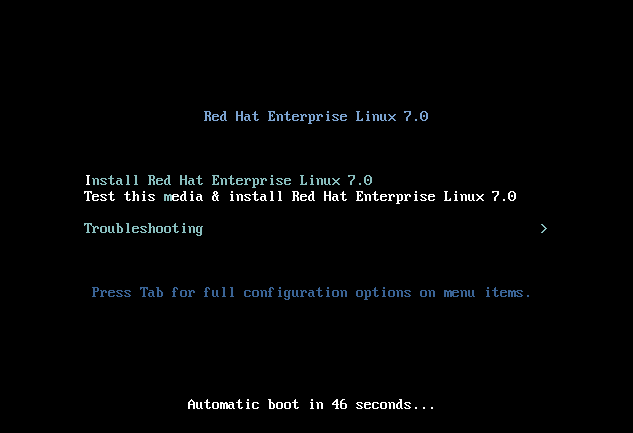 Red Hat Enterprise Linux 7.0
Install Red Hat Enterprise Linux 7.0
Test this media & install Red Hat Enterprise Linux 7.0
Troubleshooting >
Press Tab for full configuration options on menu items.
Automatic boot in 46 seconds...